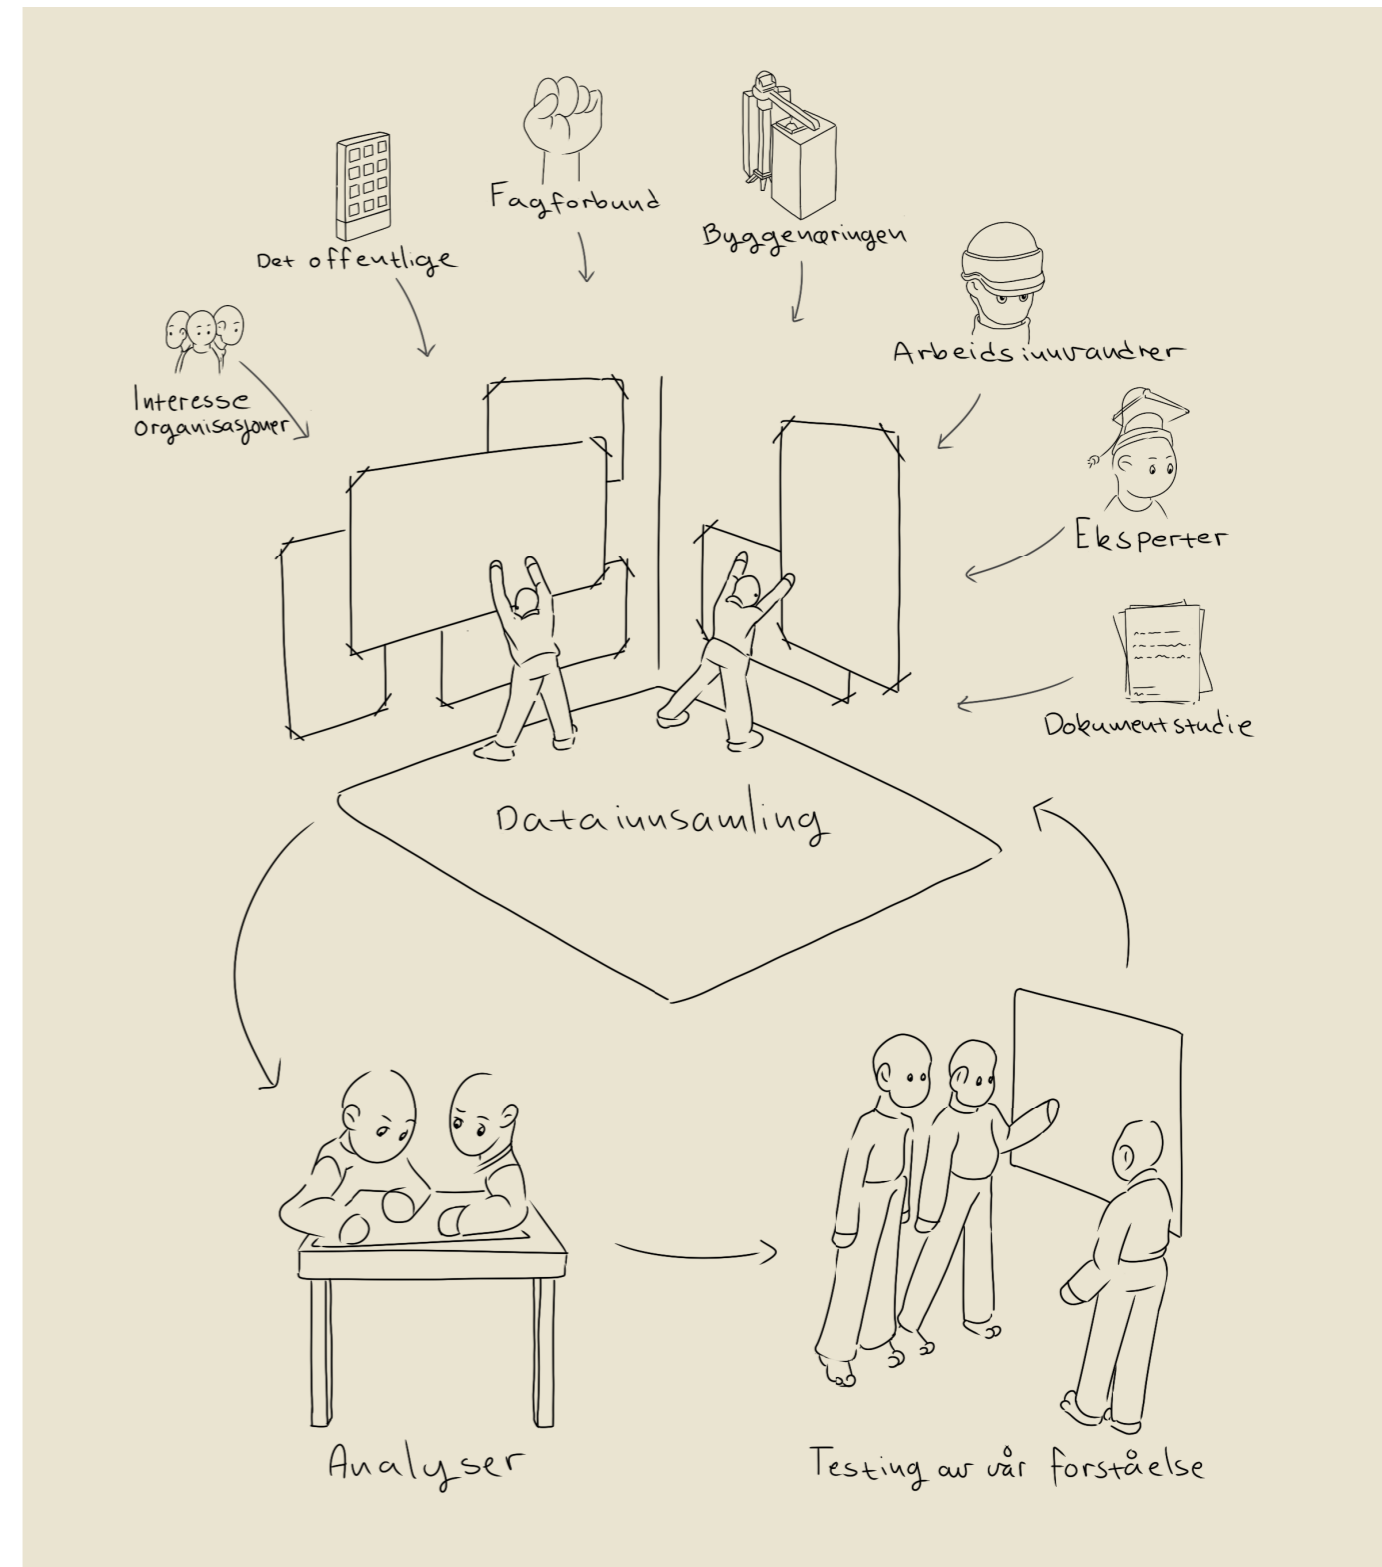 Fagforbund
Byggenæringen
Det offentlige
Arbeidsinnvandrer
Interesse
organisasjoner
Eksperter
Dokumentstudie
Datainnsamling
Analyser
Testing av vår forståelse